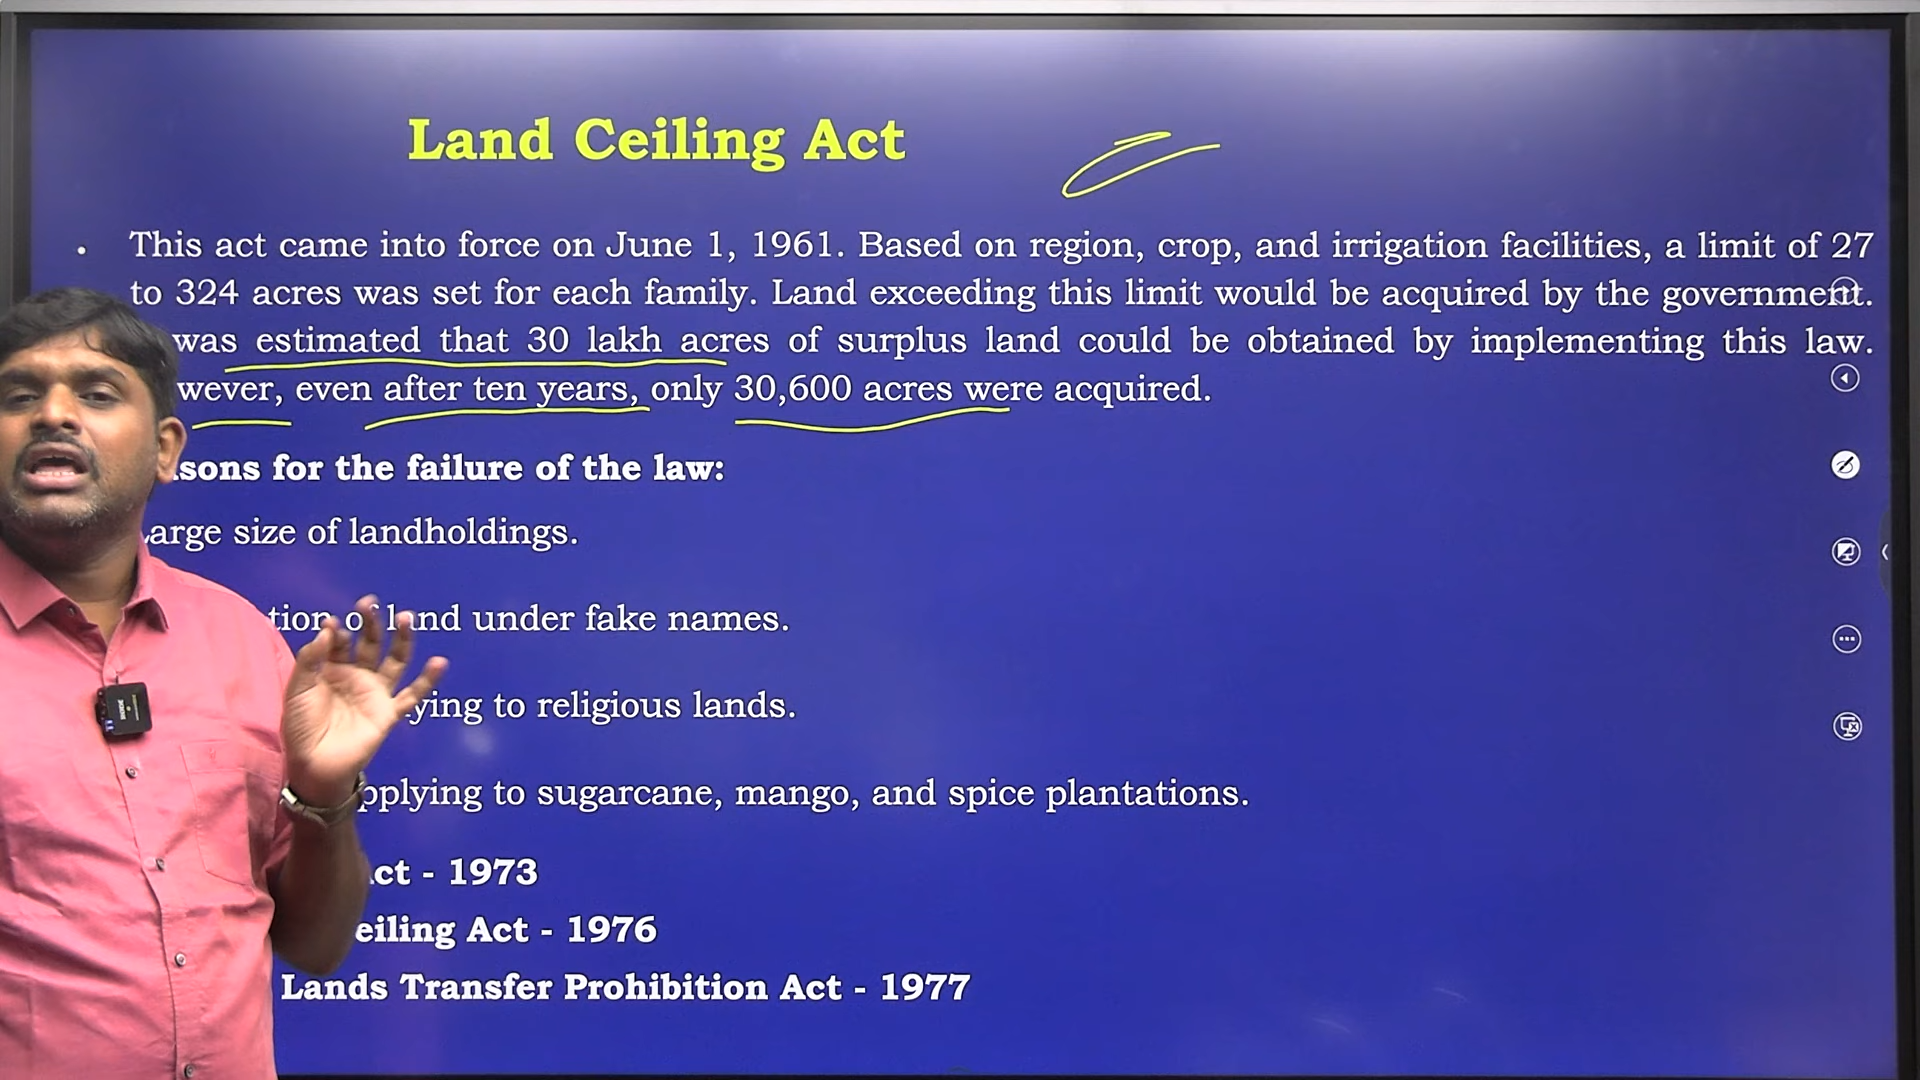 Land Ceiling Act
• This act came into force on June 1, 1961. Based on region, crop, and irrigation facilities, a limit of 27
to 324 acres was set for each family. Land exceeding this limit would be acquired by the government.
was estimated that 30 lakh acres of surplus land could be obtained by implementing this law.
wever, even after ten years, only 30,600 acres were acquired.
sons for the failure of the law:
Large size of landholdings.
tion of land under fake names.
ying to religious lands.
pplying to sugarcane, mango, and spice plantations.
Act - 1973
eiling Act - 1976
Lands Transfer Prohibition Act - 1977